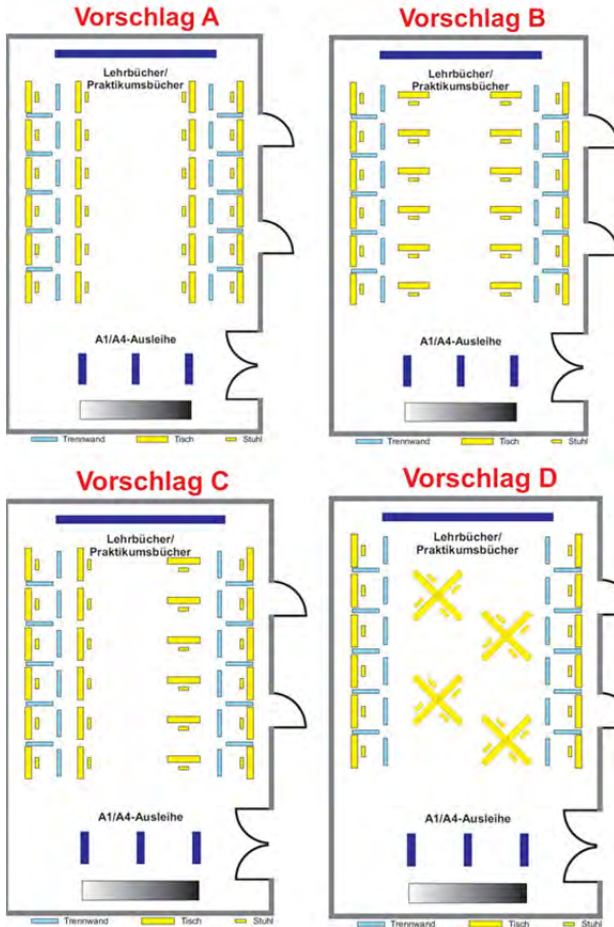 Vorschlag A
Lehrbücher/
Praktikumsbücher
A1/A4-Ausleihe
Trennwand Tisch Stuhl
Vorschlag B
Lehrbücher/
Praktikumsbücher
A1/A4-Ausleihe
Trennwand Tisch Stuhl
Vorschlag C
Lehrbücher/
Praktikumsbücher
A1/A4-Ausleihe
Trennwand Tisch Stuhl
Vorschlag D
Lehrbücher/
Praktikumsbücher
A1/A4-Ausleihe
Trennwand Tisch Stuhl